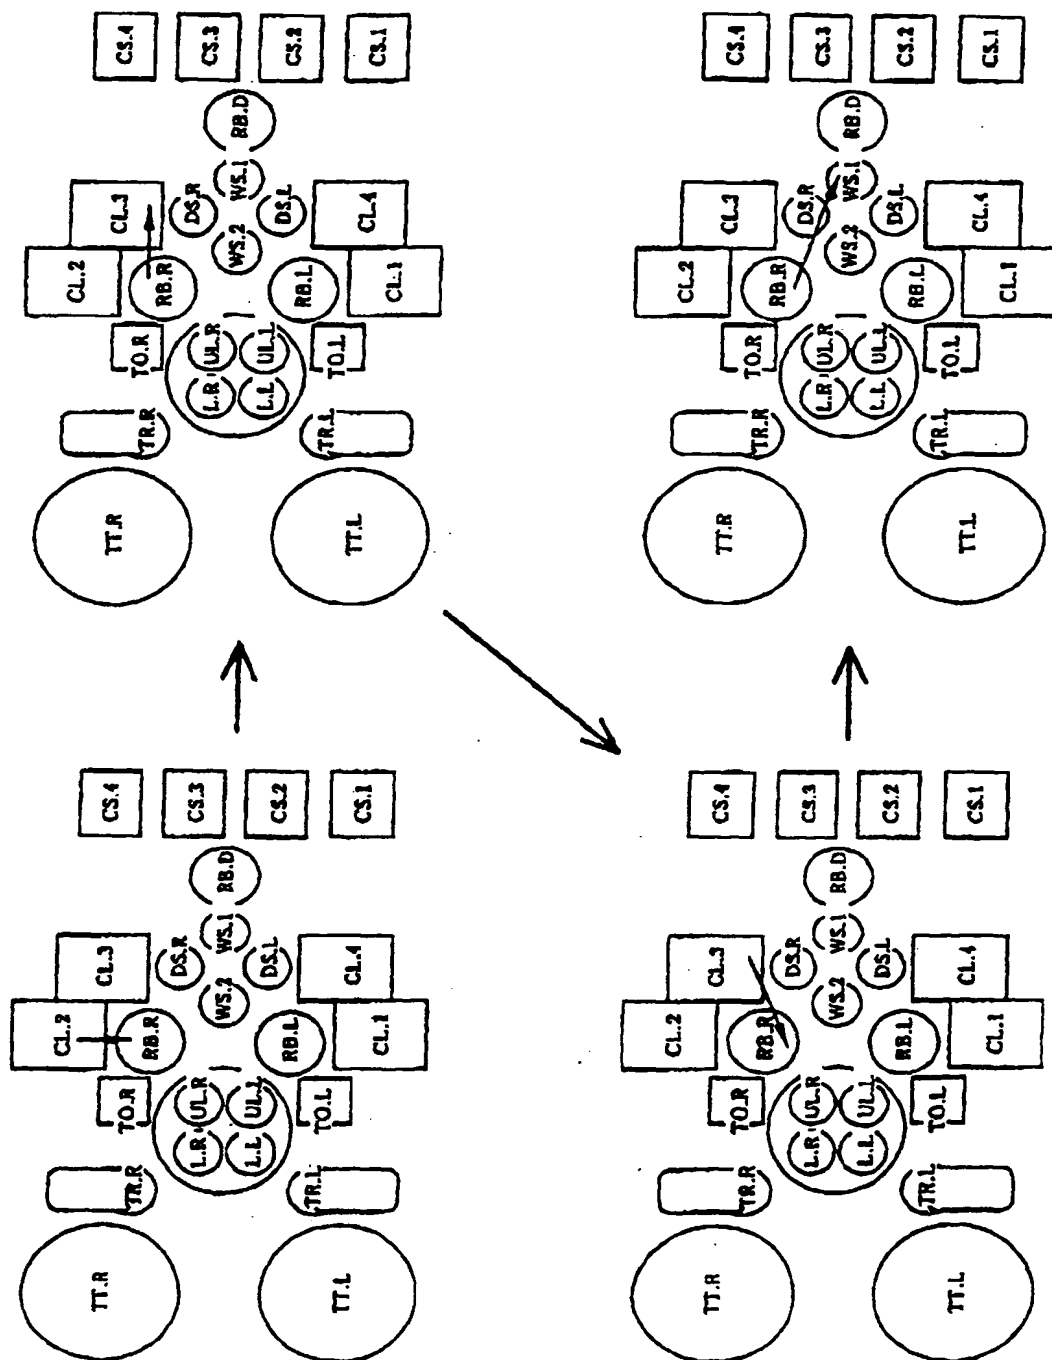 TT.R
TR.R
TO.R
CL.2
CL.3
CS.4
L.R
UL.R
RB.R
DS.R
CS.3
WS.2
WS.1
RB.D
L.L
UL.L
RB.L
DS.L
CS.2
TT.L
TR.L
TO.L
CL.1
CL.4
CS.1
TT.R
TR.R
TO.R
CL.2
CL.3
CS.4
L.R
UL.R
RB.R
DS.R
CS.3
WS.2
WS.1
RB.D
L.L
UL.L
RB.L
DS.L
CS.2
TT.L
TR.L
TO.L
CL.1
CL.4
CS.1
TT.R
TR.R
TO.R
CL.2
CL.3
CS.4
L.R
UL.R
RB.R
DS.R
CS.3
WS.2
WS.1
RB.D
L.L
UL.L
RB.L
DS.L
CS.2
TT.L
TR.L
TO.L
CL.1
CL.4
CS.1
TT.R
TR.R
TO.R
CL.2
CL.3
CS.4
L.R
UL.R
RB.R
DS.R
CS.3
WS.2
WS.1
RB.D
L.L
UL.L
RB.L
DS.L
CS.2
TT.L
TR.L
TO.L
CL.1
CL.4
CS.1